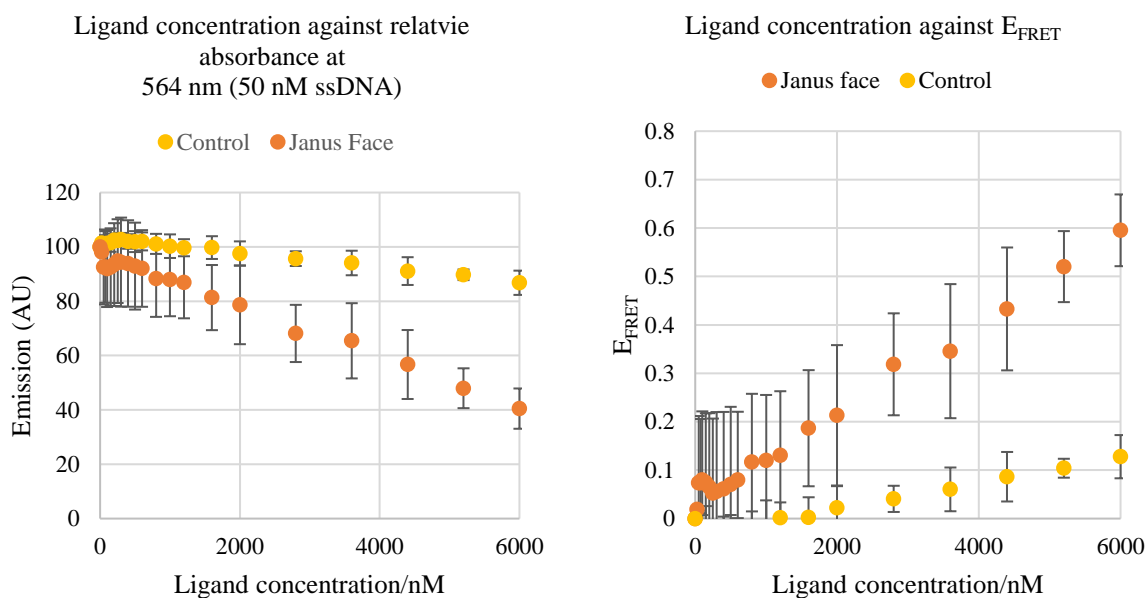 Ligand concentration against relatvie
absorbance at
564 nm (50 nM ssDNA)
Control Janus Face
120
100
80
60
40
20
0
Emission (AU)
0 2000 4000 6000
Ligand concentration/nM
Ligand concentration against EFRET
Janus face Control
0.8
0.7
0.6
0.5
0.4
0.3
0.2
0.1
0
EFRET
0 2000 4000 6000
Ligand concentration/nM